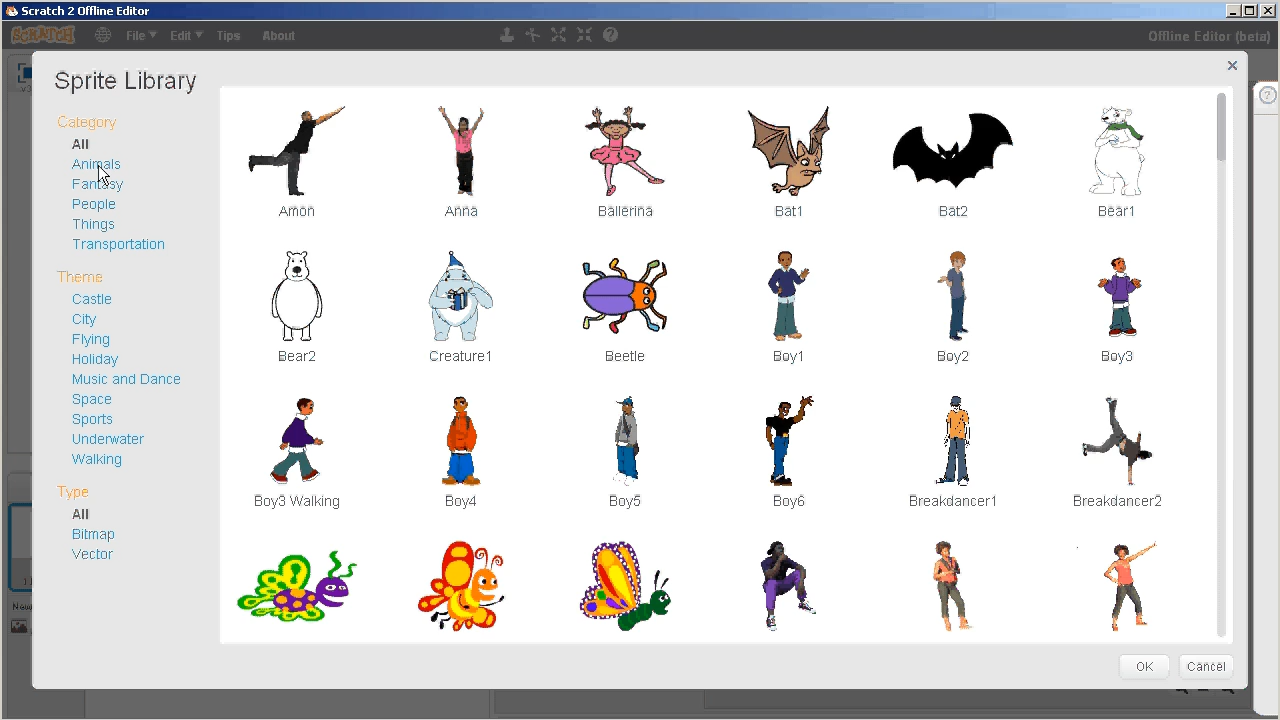 Scratch 2 Offline Editor
SCRATCH File Edit Tips About Offline Editor (beta)
Sprite Library
Category
All
Animals
Fantasy
People
Things
Transportation
Theme
Castle
City
Flying
Holiday
Music and Dance
Space
Sports
Underwater
Walking
Type
All
Bitmap
Vector
Amon Anna Ballerina Bat1 Bat2 Bear1
Bear2 Creature1 Beetle Boy1 Boy2 Boy3
Boy3 Walking Boy4 Boy5 Boy6 Breakdancer1 Breakdancer2
New
OK Cancel